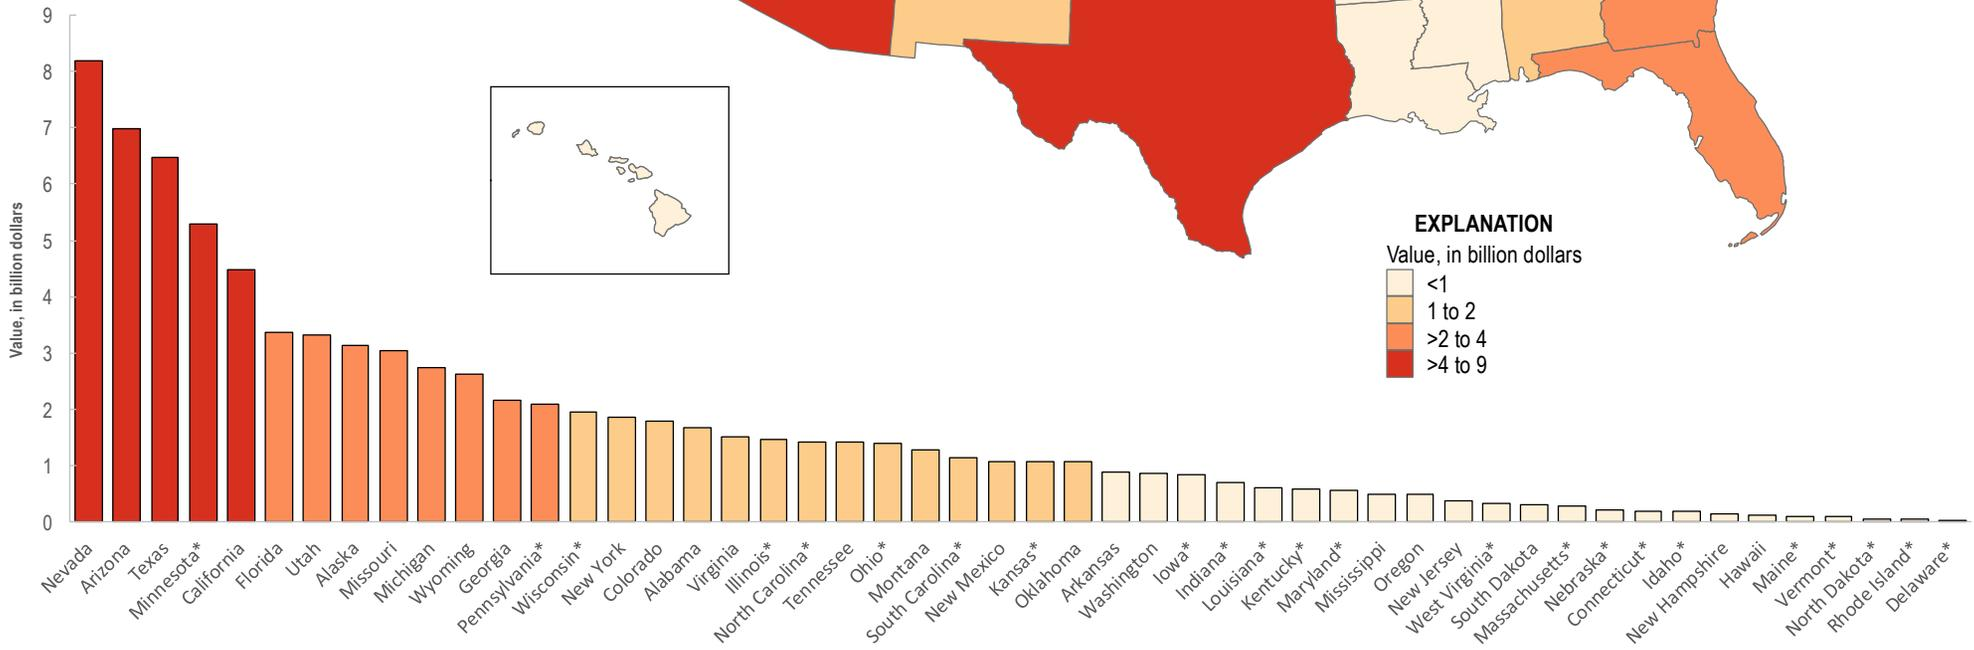 9
8
7
6
5
4
3
2
1
0
Value, in billion dollars
EXPLANATION
Value, in billion dollars
<1
1 to 2
>2 to 4
>4 to 9
Nevada
Arizona
Texas
Minnesota*
California
Florida
Utah
Alaska
Missouri
Michigan
Wyoming
Georgia
Pennsylvania*
Wisconsin*
New York
Colorado
Alabama
Virginia
Illinois*
North Carolina*
Tennessee
Ohio*
Montana
South Carolina*
New Mexico
Kansas*
Oklahoma
Arkansas
Washington
Iowa*
Indiana*
Louisiana*
Kentucky*
Maryland*
Mississippi
Oregon
New Jersey
West Virginia*
South Dakota
Massachusetts*
Nebraska*
Connecticut*
Idaho*
New Hampshire
Hawaii
Maine*
Vermont*
North Dakota*
Rhode Island*
Delaware*